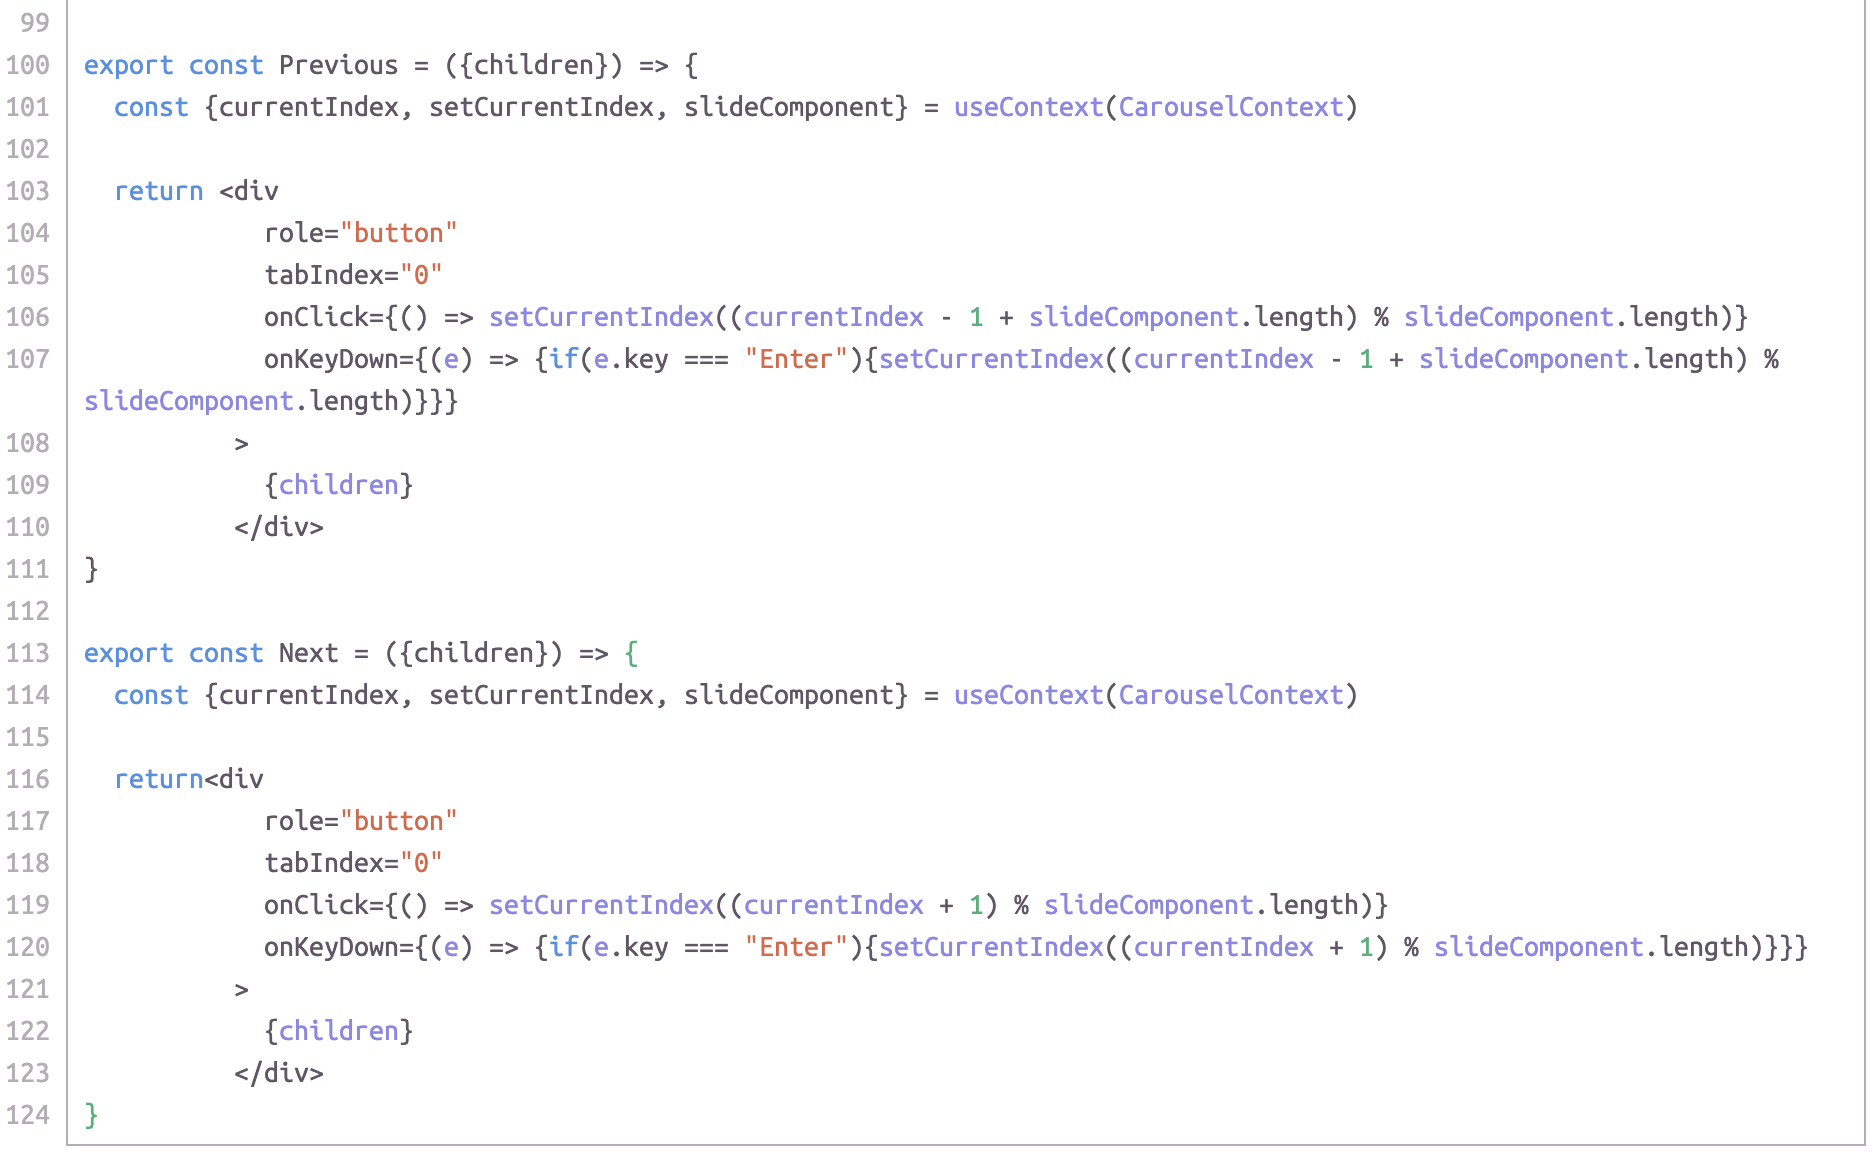 99
100 export const Previous = ({children}) => {
101   const {currentIndex, setCurrentIndex, slideComponent} = useContext(CarouselContext)
102
103   return <div
104             role="button"
105             tabIndex="0"
106             onClick={() => setCurrentIndex((currentIndex - 1 + slideComponent.length) % slideComponent.length)}
107             onKeyDown={(e) => {if(e.key === "Enter"){setCurrentIndex((currentIndex - 1 + slideComponent.length) %
slideComponent.length)}}}
108           >
109             {children}
110           </div>
111 }
112
113 export const Next = ({children}) => {
114   const {currentIndex, setCurrentIndex, slideComponent} = useContext(CarouselContext)
115
116   return<div
117             role="button"
118             tabIndex="0"
119             onClick={() => setCurrentIndex((currentIndex + 1) % slideComponent.length)}
120             onKeyDown={(e) => {if(e.key === "Enter"){setCurrentIndex((currentIndex + 1) % slideComponent.length)}}}
121           >
122             {children}
123           </div>
124 }